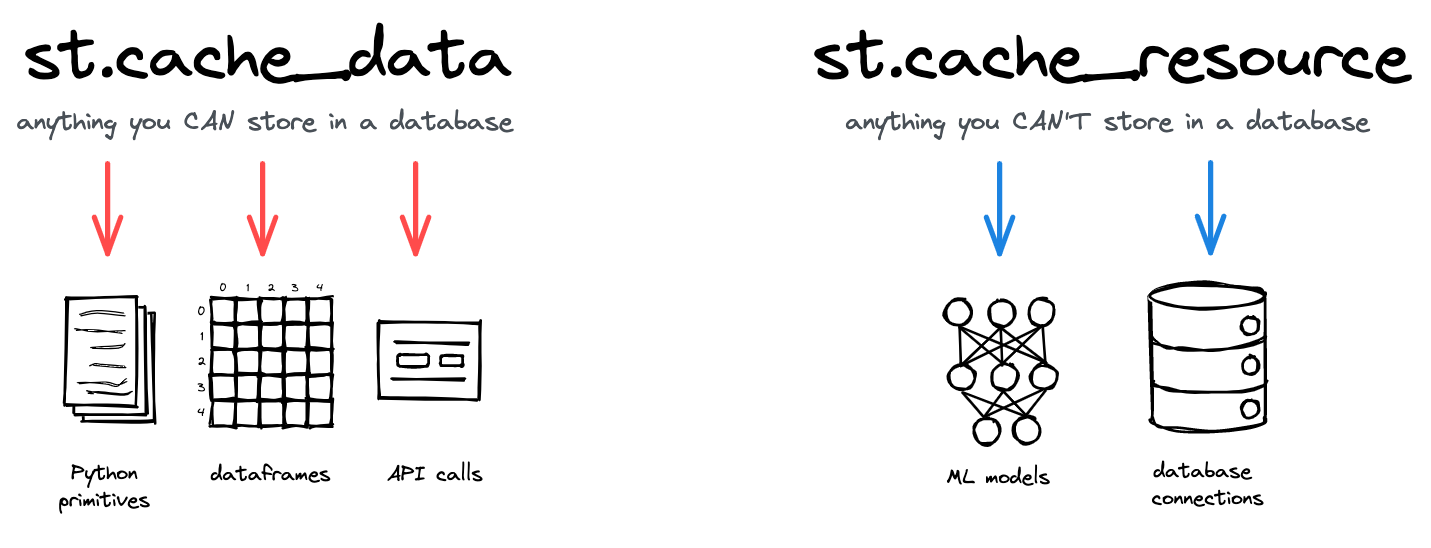 st.cache_data
anything you CAN store in a database
0 1 2 3 4
0
1
2
3
4
Python
primitives
dataframes
API calls
st.cache_resource
anything you CAN'T store in a database
ML models
database
connections